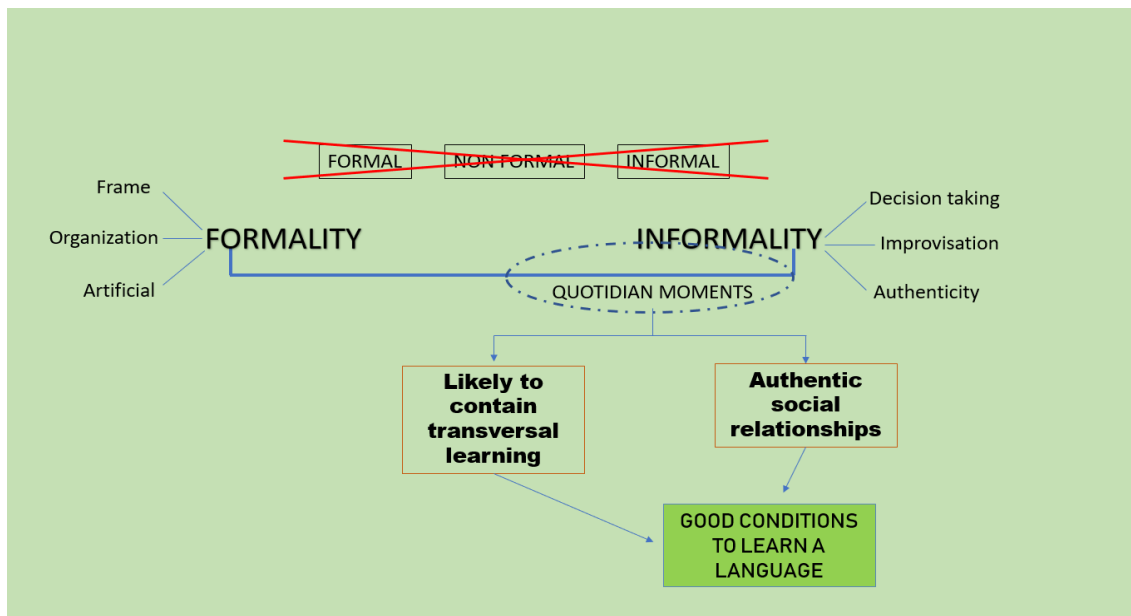 FORMAL
NON FORMAL
INFORMAL
Frame
Organization
Artificial
FORMALITY
INFORMALITY
Decision taking
Improvisation
Authenticity
QUOTIDIAN MOMENTS
Likely to
contain
transversal
learning
Authentic
social
relationships
GOOD CONDITIONS
TO LEARN A
LANGUAGE